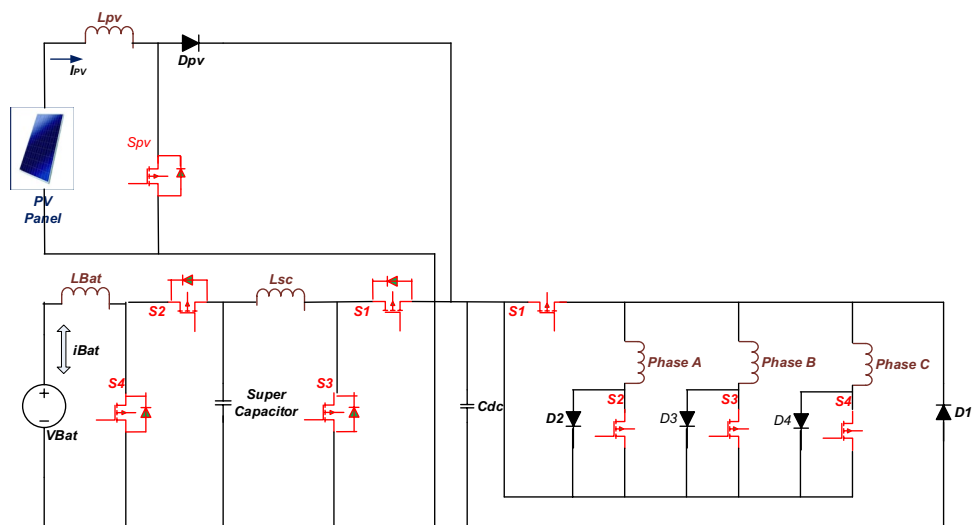 Lpv
Dpv
IPV
Spv
PV
Panel
LBat
S2
Lsc
S1
S1
iBat
S4
S3
Super
Capacitor
Cdc
VBat
Phase A
Phase B
Phase C
S2
S3
S4
D2
D3
D4
D1